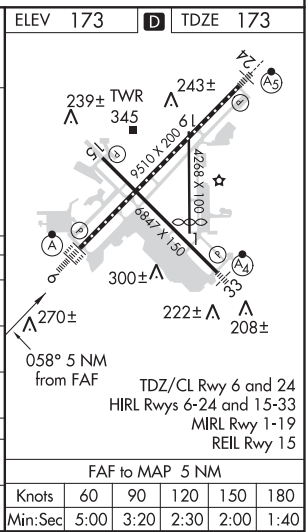 ELEV 173 D TDZE 173
24
A5
P
243±
239±
TWR
345
19
15
P
9510 X 200
4268 X 100
6847 X 150
P
A
6
1
P
A4
33
300±
270±
222±
208±
058° 5 NM
from FAF
TDZ/CL Rwy 6 and 24
HIRL Rwys 6-24 and 15-33
MIRL Rwy 1-19
REIL Rwy 15
FAF to MAP 5 NM
Knots 60 90 120 150 180
Min:Sec 5:00 3:20 2:30 2:00 1:40